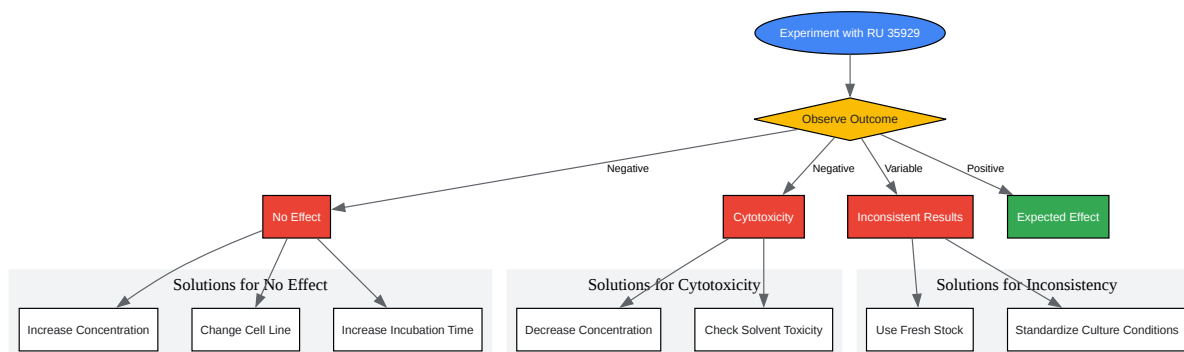 Experiment with RU 35929
Observe Outcome
Negative
Negative
Variable
Positive
No Effect
Cytotoxicity
Inconsistent Results
Expected Effect
Solutions for No Effect
Solutions for Cytotoxicity
Solutions for Inconsistency
Increase Concentration
Change Cell Line
Increase Incubation Time
Decrease Concentration
Check Solvent Toxicity
Use Fresh Stock
Standardize Culture Conditions